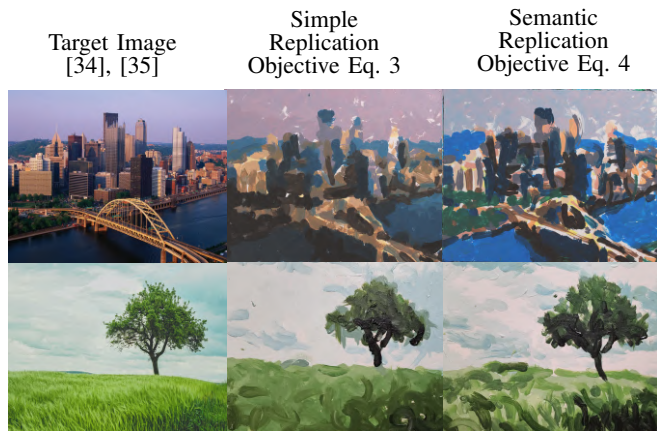 Target Image
[34], [35]
Simple
Replication
Objective Eq. 3
Semantic
Replication
Objective Eq. 4